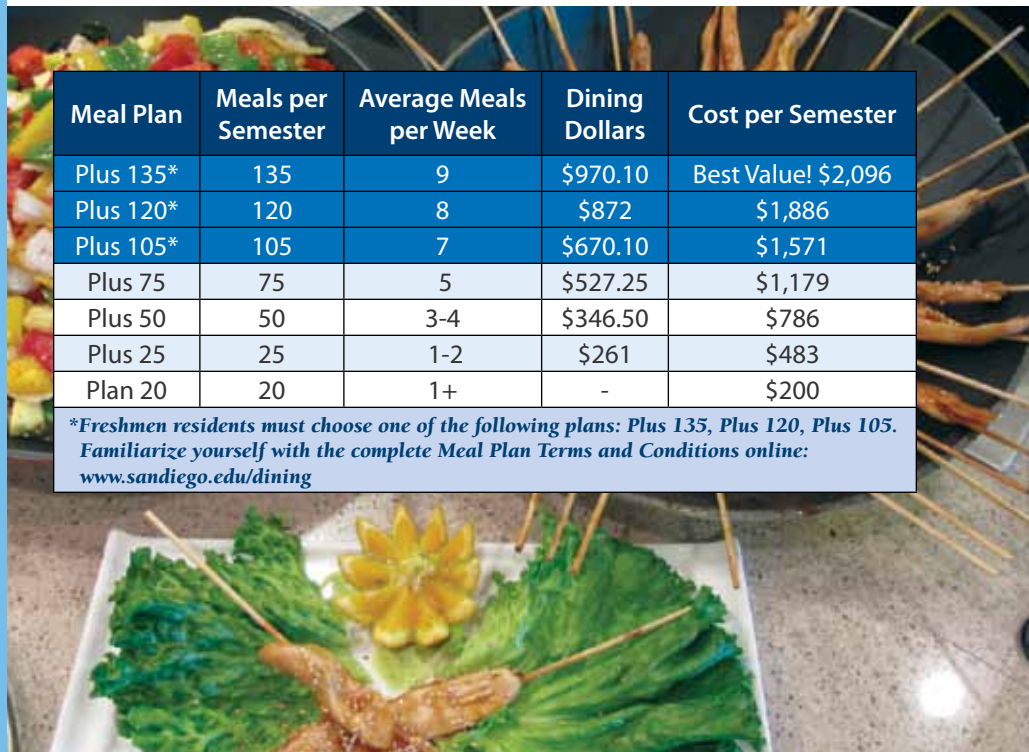 Meal Plan Meals per Semester Average Meals per Week Dining Dollars Cost per Semester
Plus 135* 135 9 $970.10 Best Value! $2,096
Plus 120* 120 8 $872 $1,886
Plus 105* 105 7 $670.10 $1,571
Plus 75 75 5 $527.25 $1,179
Plus 50 50 3-4 $346.50 $786
Plus 25 25 1-2 $261 $483
Plan 20 20 1+ - $200
*Freshmen residents must choose one of the following plans: Plus 135, Plus 120, Plus 105.
Familiarize yourself with the complete Meal Plan Terms and Conditions online:
www.sandiego.edu/dining